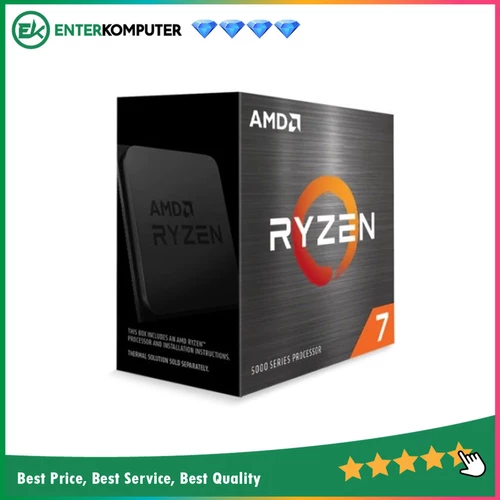 EK ENTERKOMPUTER
AMD
RYZEN
AMD
RYZEN
THIS BOX INCLUDES AN AMD RYZEN™
PROCESSOR AND INSTALLATION INSTRUCTIONS.
THERMAL SOLUTION SOLD SEPARATELY.
5000 SERIES PROCESSOR
7
Best Price, Best Service, Best Quality